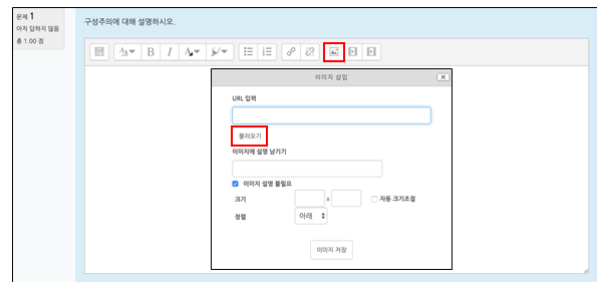 문제 1
아직 답하지 않음
총 1.00 점
구성주의에 대해 설명하시오.
B I
이미지 삽입
URL 입력
불러오기
이미지에 설명 남기기
이미지 설명 불필요
크기 x 자동 크기조절
정렬 아래
이미지 저장